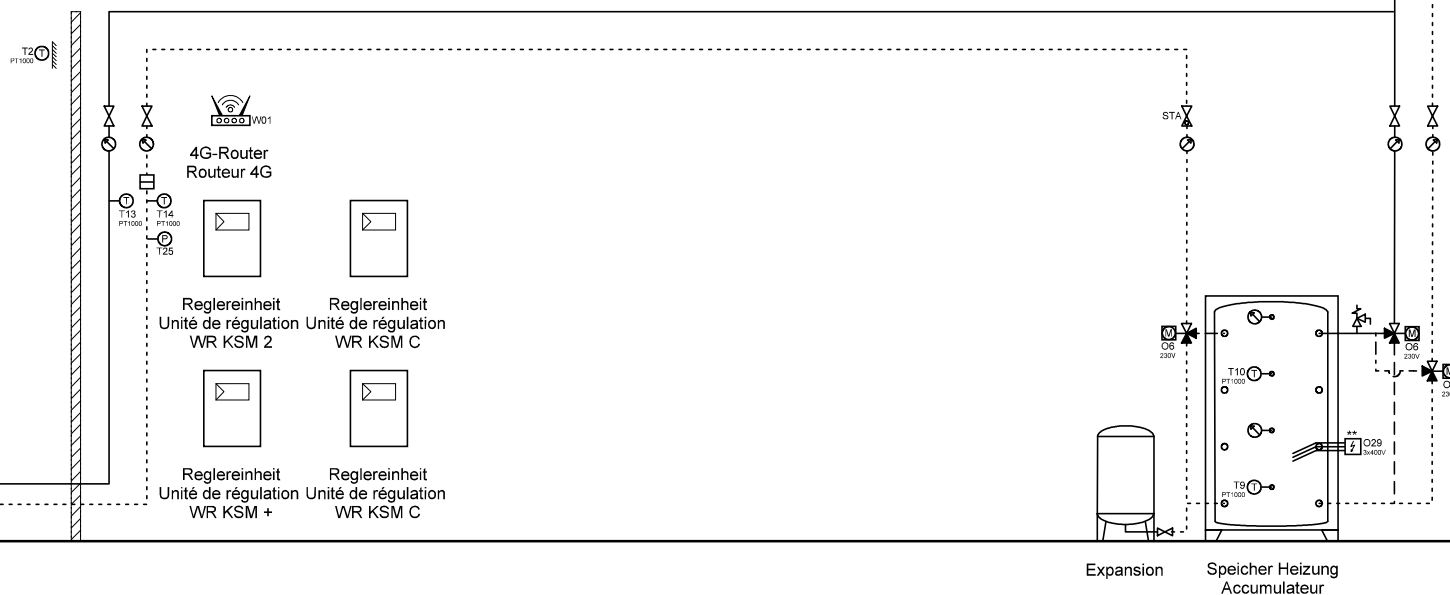 T2
T
PT1000
W01
4G-Router
Routeur 4G
STA
T
T13
PT1000
T
T14
PT1000
P
T25
Reglereinheit
Unité de régulation
WR KSM 2
Reglereinheit
Unité de régulation
WR KSM C
Reglereinheit
Unité de régulation
WR KSM +
Reglereinheit
Unité de régulation
WR KSM C
M
O6
230V
M
O6
230V
T10
T
PT1000
**
O29
3x400V
T9
T
PT1000
Expansion
Speicher Heizung
Accumulateur